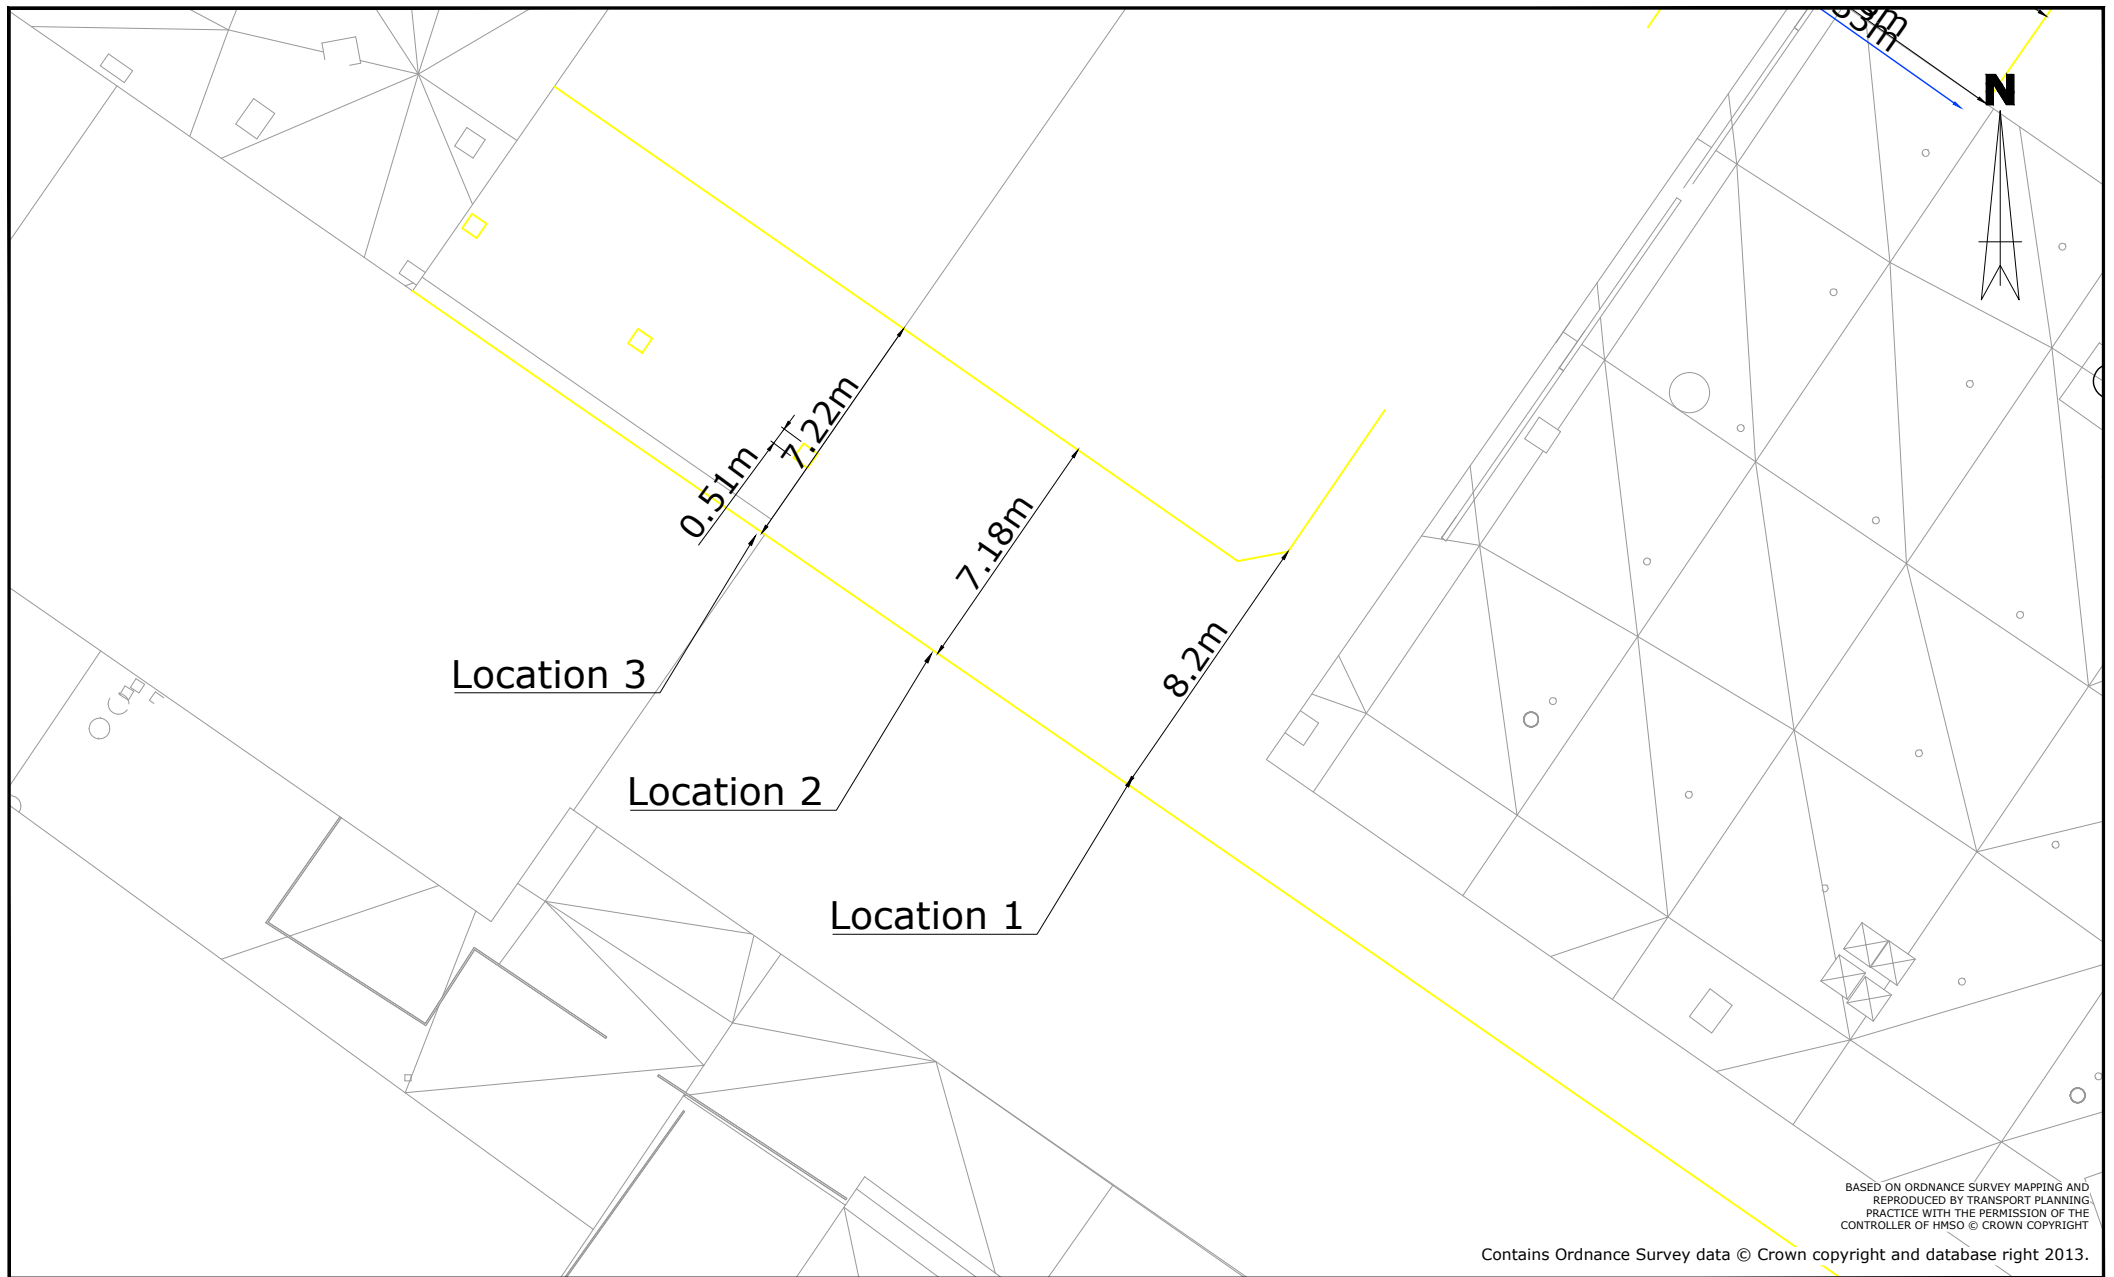 53m
N
7.22m
0.51m
7.18m
8.2m
Location 3
Location 2
Location 1
BASED ON ORDNANCE SURVEY MAPPING AND
REPRODUCED BY TRANSPORT PLANNING
PRACTICE WITH THE PERMISSION OF THE
CONTROLLER OF HMSO © CROWN COPYRIGHT
Contains Ordnance Survey data © Crown copyright and database right 2013.